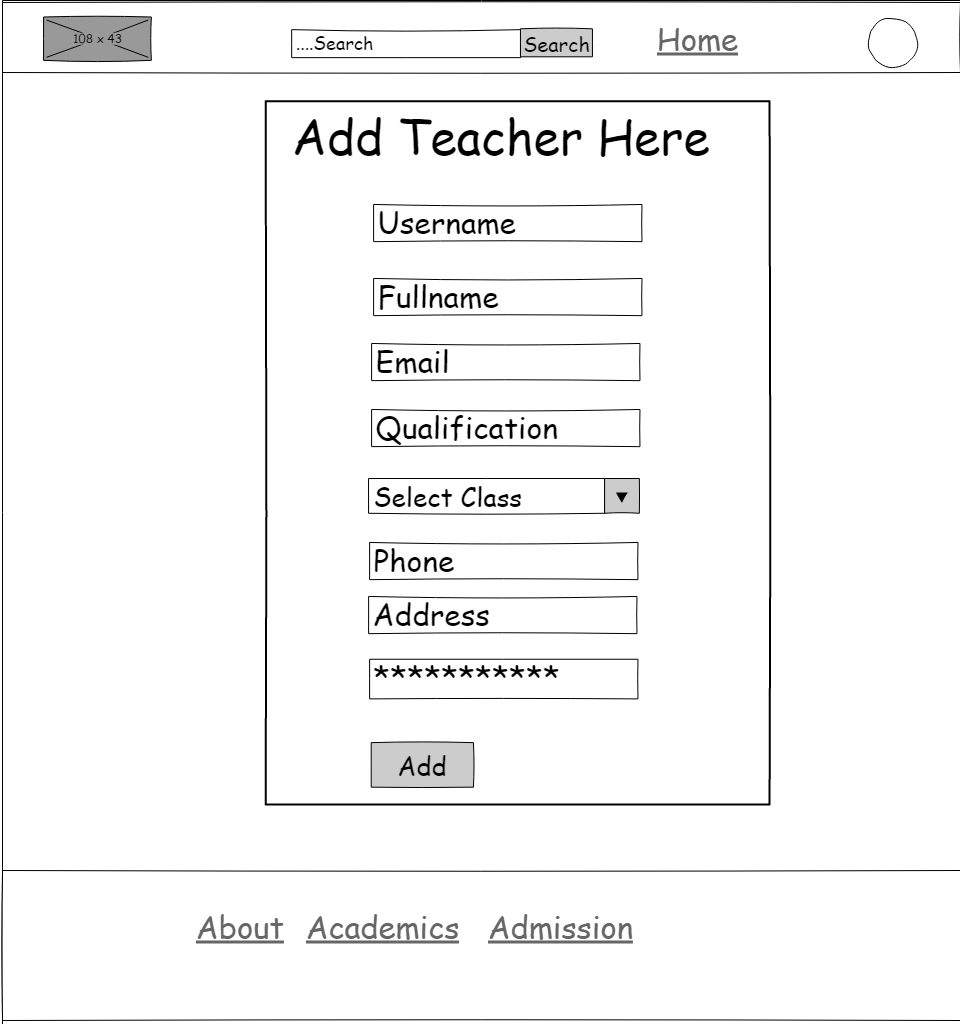 108 x 43
....Search
Search
Home
Add Teacher Here
Username
Fullname
Email
Qualification
Select Class
▼
Phone
Address
***********
Add
About Academics Admission